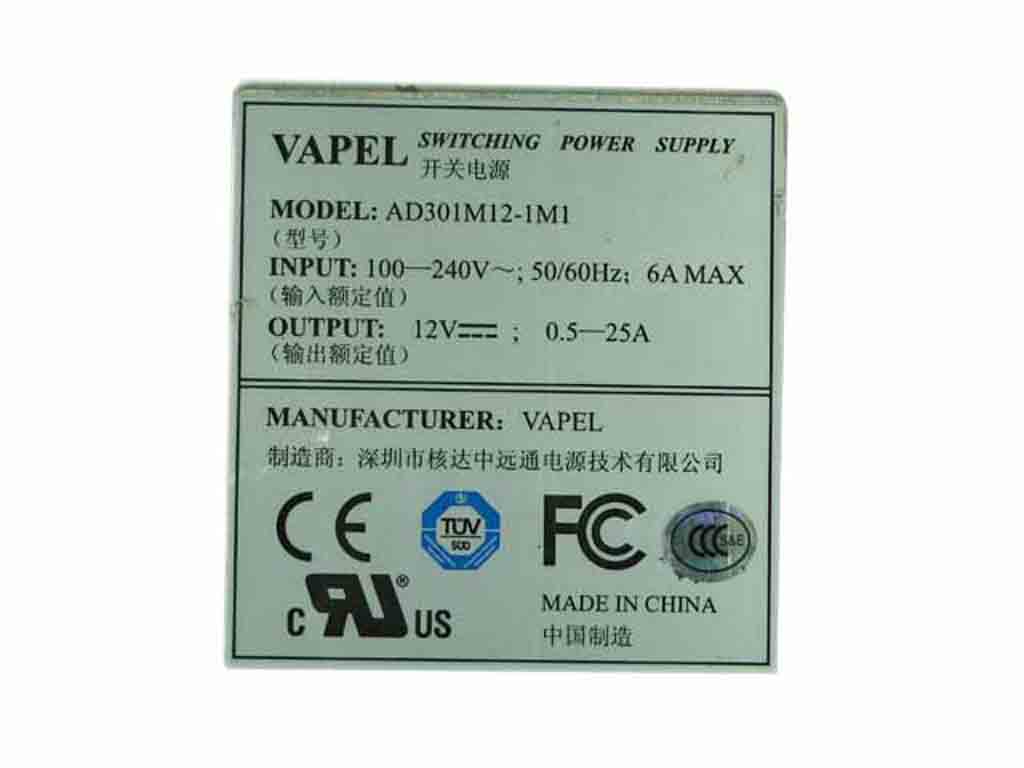 VAPEL SWITCHING POWER SUPPLY
开关电源
MODEL: AD301M12-1M1
（型号）
INPUT: 100—240V～; 50/60Hz; 6A MAX
（输入额定值）
OUTPUT: 12V⎓ ; 0.5—25A
（输出额定值）
MANUFACTURER: VAPEL
制造商：深圳市核达中远通电源技术有限公司
CE TÜV SÜD FC CCC S&E
C RU ® US
MADE IN CHINA
中国制造